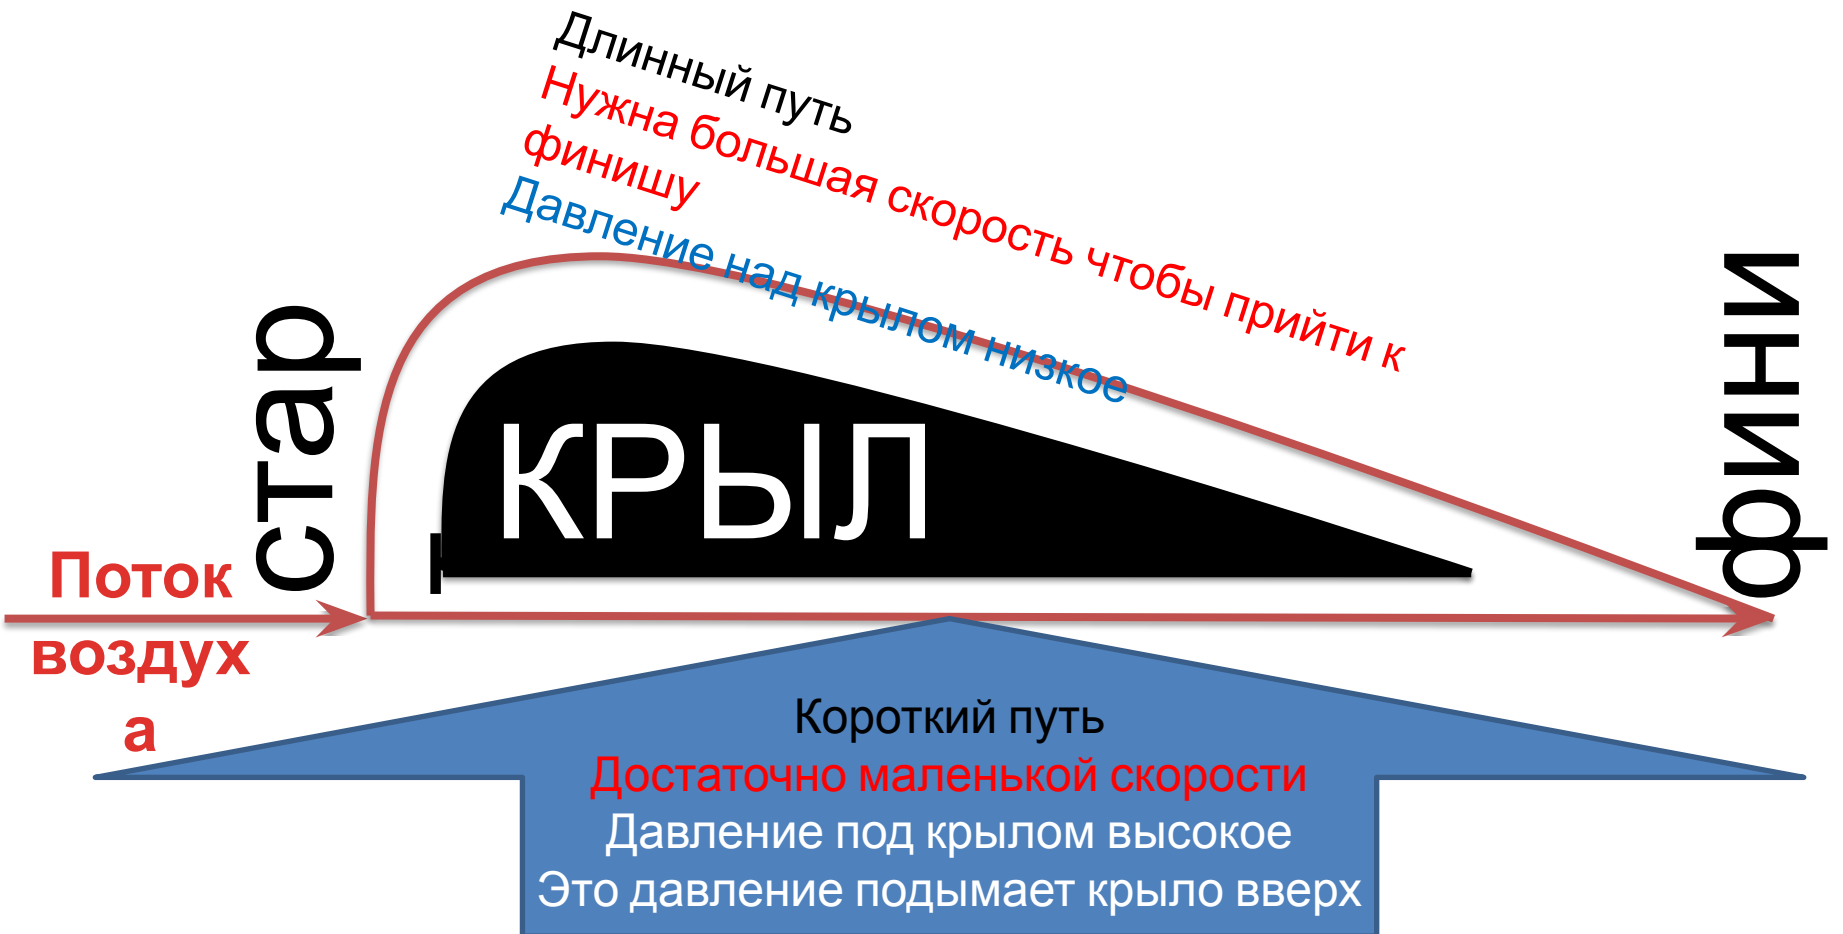 Длинный путь
Нужна большая скорость чтобы прийти к
финишу
Давление над крылом низкое
стар
т
КРЫЛ
фини
Поток
воздух
а
Короткий путь
Достаточно маленькой скорости
Давление под крылом высокое
Это давление подымает крыло вверх